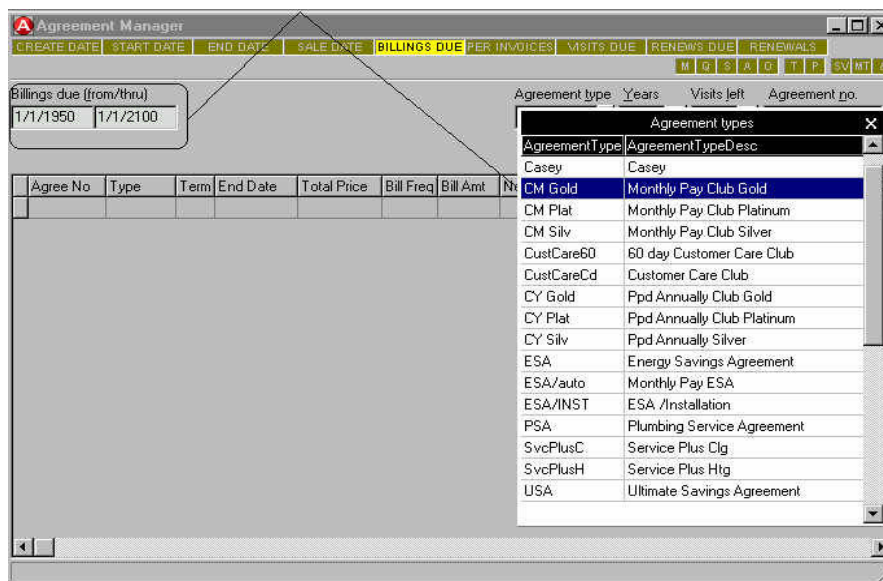 A Agreement Manager
CREATE DATE START DATE END DATE SALE DATE BILLINGS DUE PER INVOICES VISITS DUE RENEWS DUE RENEWALS
M Q S A O T P SV MT
Billings due (from/thru) Agreement type Years Visits left Agreement no.
1/1/1950 1/1/2100
Agreement types X
AgreementType AgreementTypeDesc
Casey Casey
Agree No Type Term End Date Total Price Bill Freq Bill Amt
CM Gold Monthly Pay Club Gold
CM Plat Monthly Pay Club Platinum
CM Silv Monthly Pay Club Silver
CustCare60 60 day Customer Care Club
CustCareCd Customer Care Club
CY Gold Ppd Annually Club Gold
CY Plat Ppd Annually Club Platinum
CY Silv Ppd Annually Silver
ESA Energy Savings Agreement
ESA/auto Monthly Pay ESA
ESA/INST ESA /Installation
PSA Plumbing Service Agreement
SvcPlusC Service Plus Clg
SvcPlusH Service Plus Htg
USA Ultimate Savings Agreement